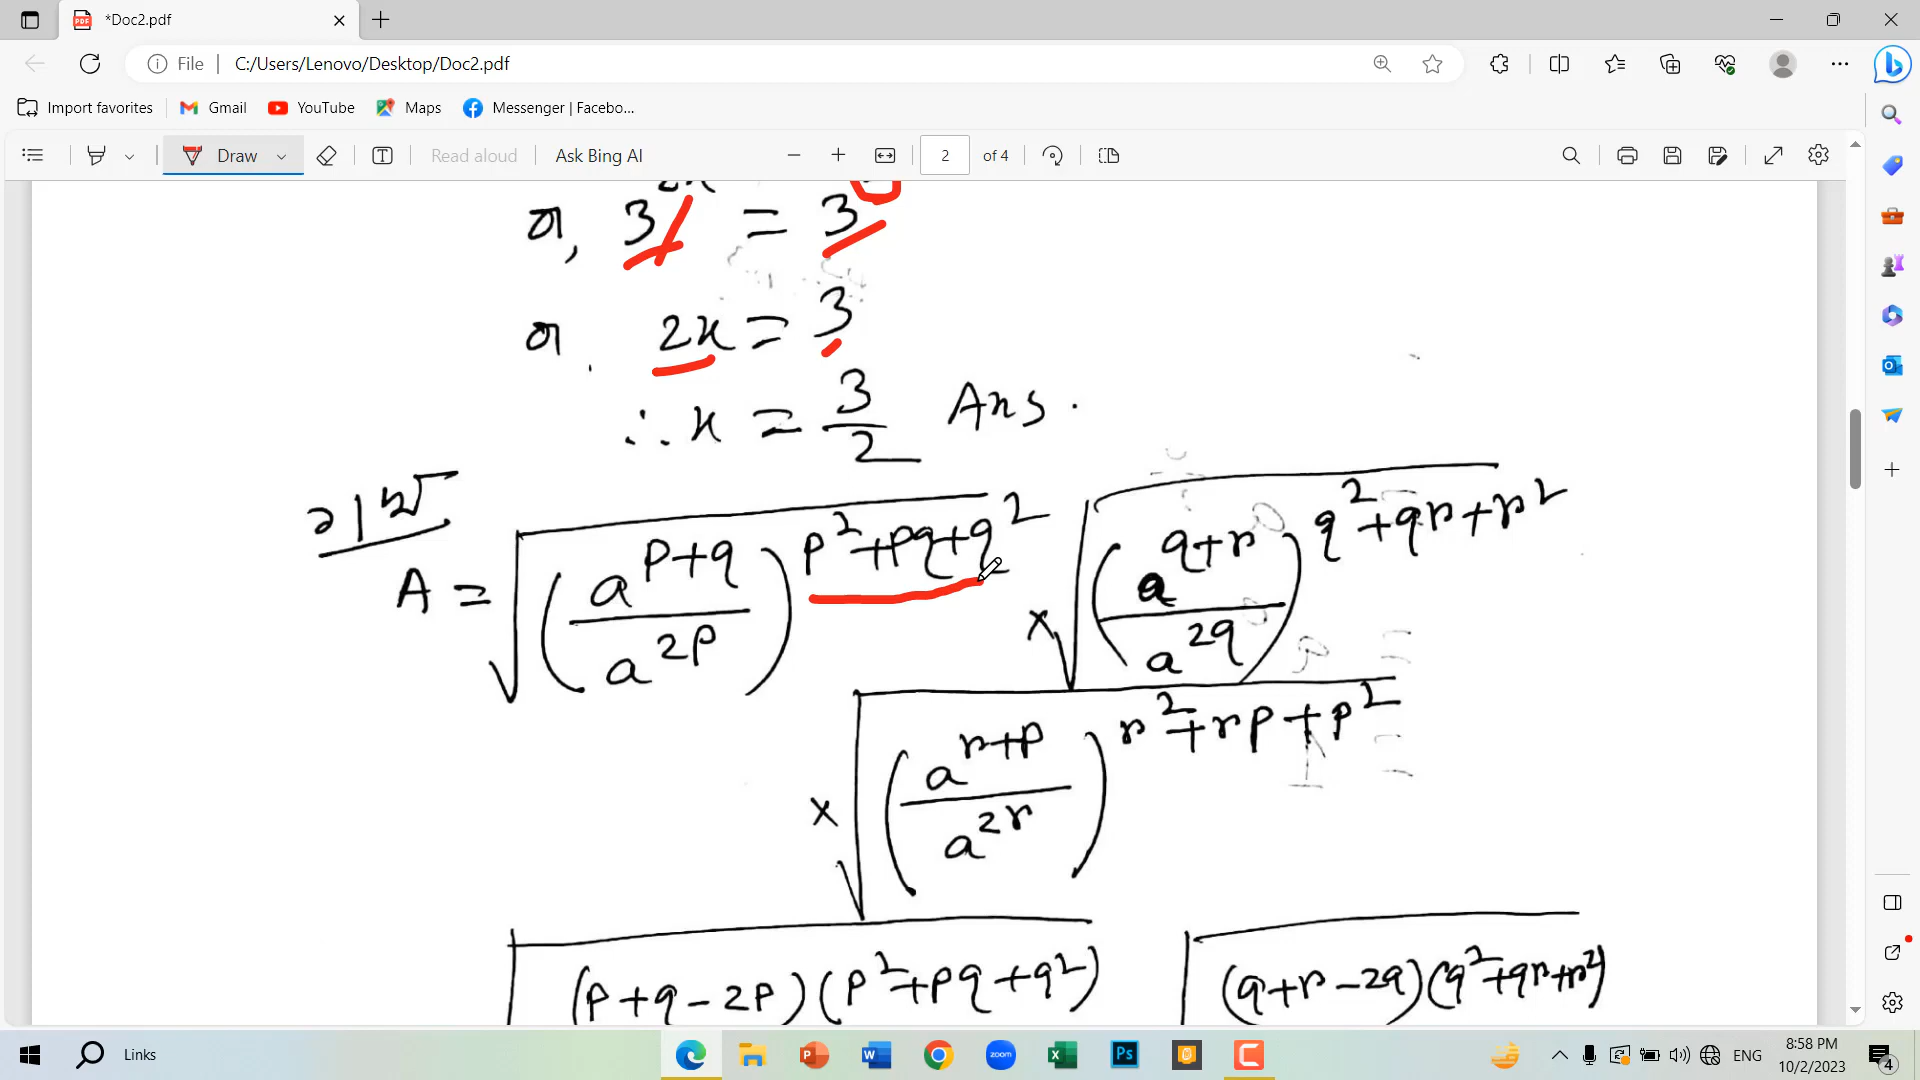 *Doc2.pdf
File C:/Users/Lenovo/Desktop/Doc2.pdf
Import favorites Gmail YouTube Maps Messenger | Facebo...
Draw Read aloud Ask Bing AI 2 of 4
3^{2x} = 3
2x = 3
∴ x = 3/2 Ans.
A = √((a^{p+q}/a^{2p})^{p²+pq+q²}) × √((a^{q+r}/a^{2q})^{q²+qr+r²})
× √((a^{r+p}/a^{2r})^{r²+rp+p²})
(p+q-2p)(p²+pq+q²) (q+r-2q)(q²+qr+r²)
Links ENG 8:58 PM
10/2/2023 4